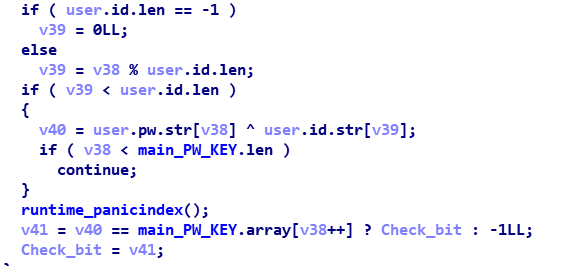 if ( user.id.len == -1 )
v39 = 0LL;
else
v39 = v38 % user.id.len;
if ( v39 < user.id.len )
{
v40 = user.pw.str[v38] ^ user.id.str[v39];
if ( v38 < main_PW_KEY.len )
continue;
}
runtime_panicindex();
v41 = v40 == main_PW_KEY.array[v38++] ? Check_bit : -1LL;
Check_bit = v41;